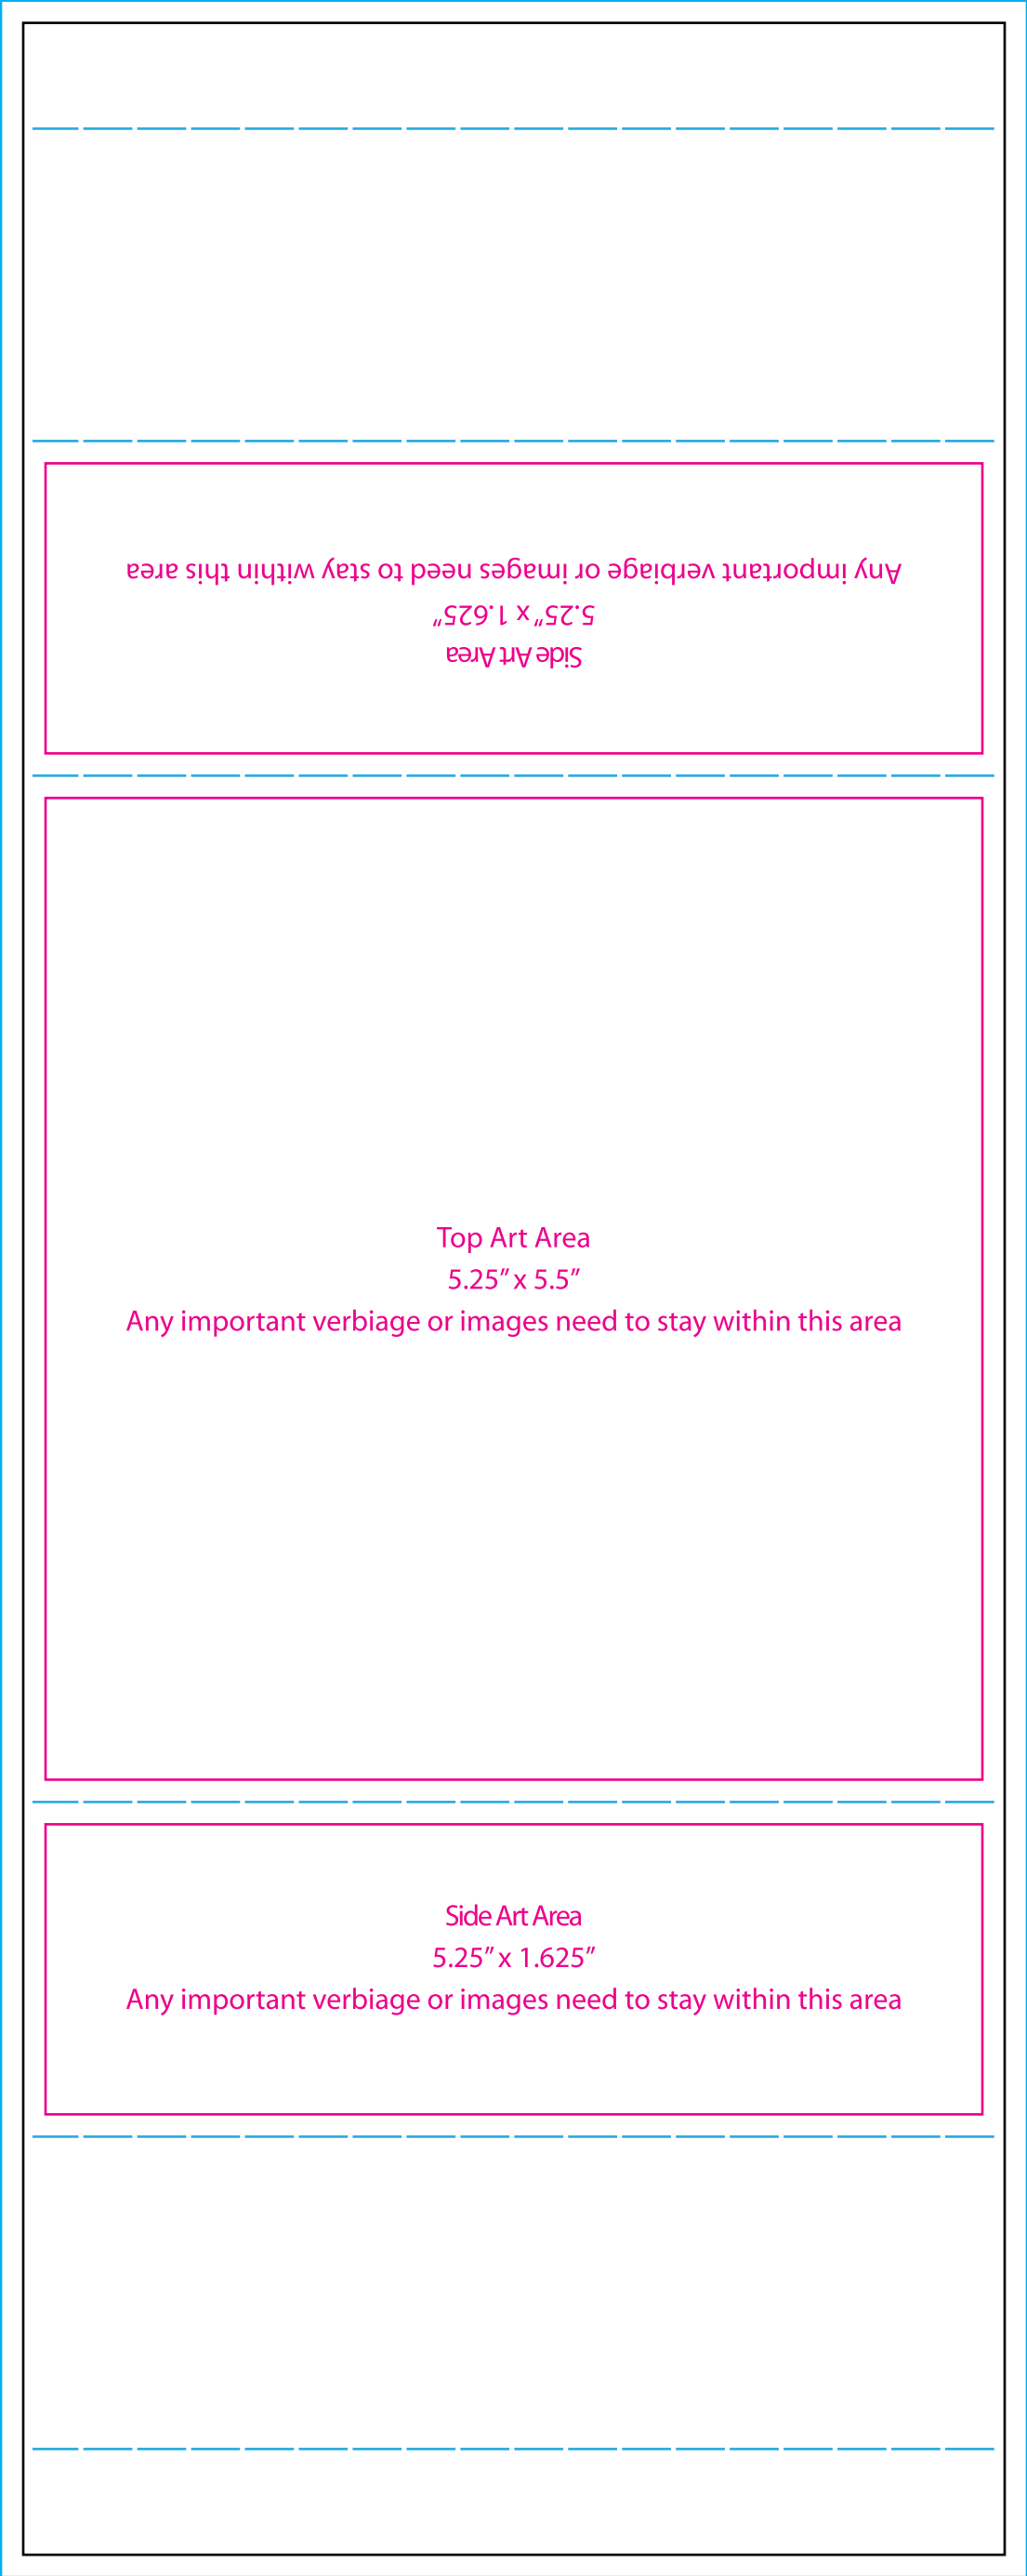 Side Art Area
5.25” x 1.625”
Any important verbiage or images need to stay within this area
Top Art Area
5.25” x 5.5”
Any important verbiage or images need to stay within this area
Side Art Area
5.25” x 1.625”
Any important verbiage or images need to stay within this area